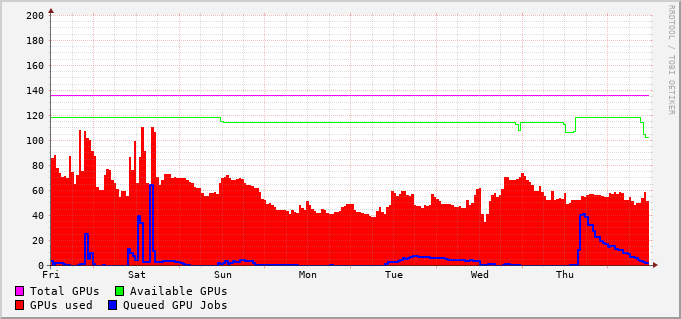 RRDTOOL / TOBI OETIKER
200
180
160
140
120
100
80
60
40
20
0
Fri Sat Sun Mon Tue Wed Thu
Total GPUs Available GPUs
GPUs used Queued GPU Jobs